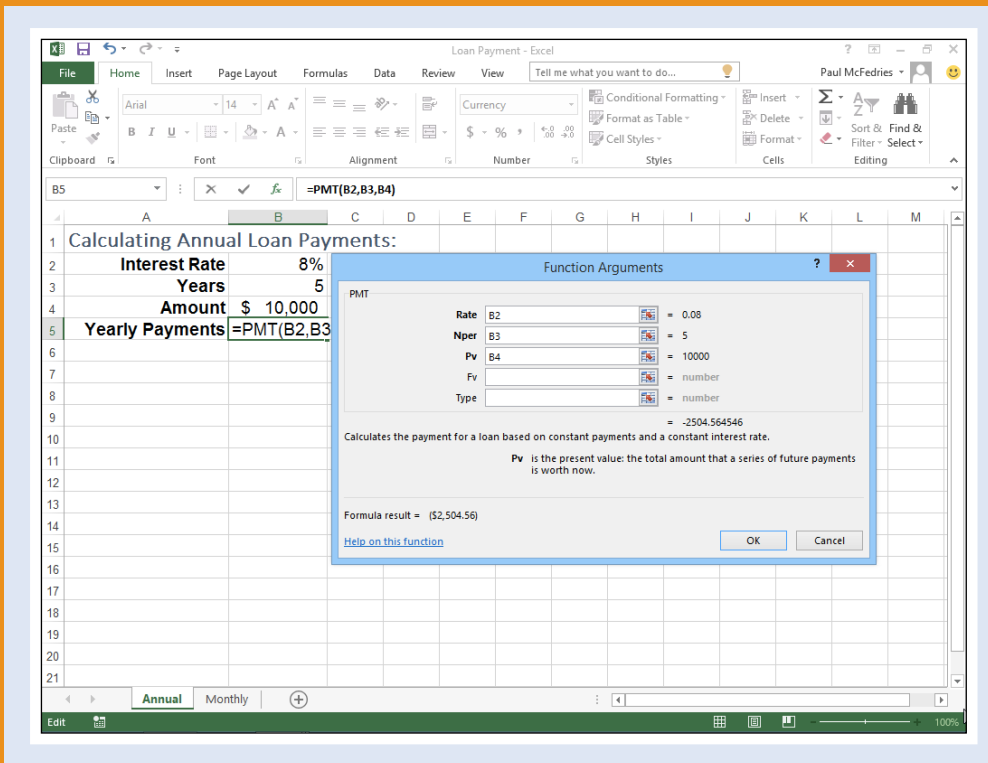 Loan Payment - Excel
?
File Home Insert Page Layout Formulas Data Review View Tell me what you want to do... Paul McFedries
Paste
Arial 14 A A
B I U A
Currency
$ % , .0 .00 .00 .0
Conditional Formatting
Format as Table
Cell Styles
Insert
Delete
Format
Σ A Z
Sort & Filter
Find & Select
Clipboard Font Alignment Number Styles Cells Editing
B5 fx =PMT(B2,B3,B4)
A B C D E F G H I J K L M
1 Calculating Annual Loan Payments:
2 Interest Rate 8%
3 Years 5
4 Amount $ 10,000
5 Yearly Payments =PMT(B2,B3
6
7
8
9
10
11
12
13
14
15
16
17
18
19
20
21
Function Arguments ?
PMT
Rate B2 = 0.08
Nper B3 = 5
Pv B4 = 10000
Fv = number
Type = number
= -2504.564546
Calculates the payment for a loan based on constant payments and a constant interest rate.
Pv is the present value: the total amount that a series of future payments
is worth now.
Formula result = ($2,504.56)
Help on this function OK Cancel
Annual Monthly
Edit 100%